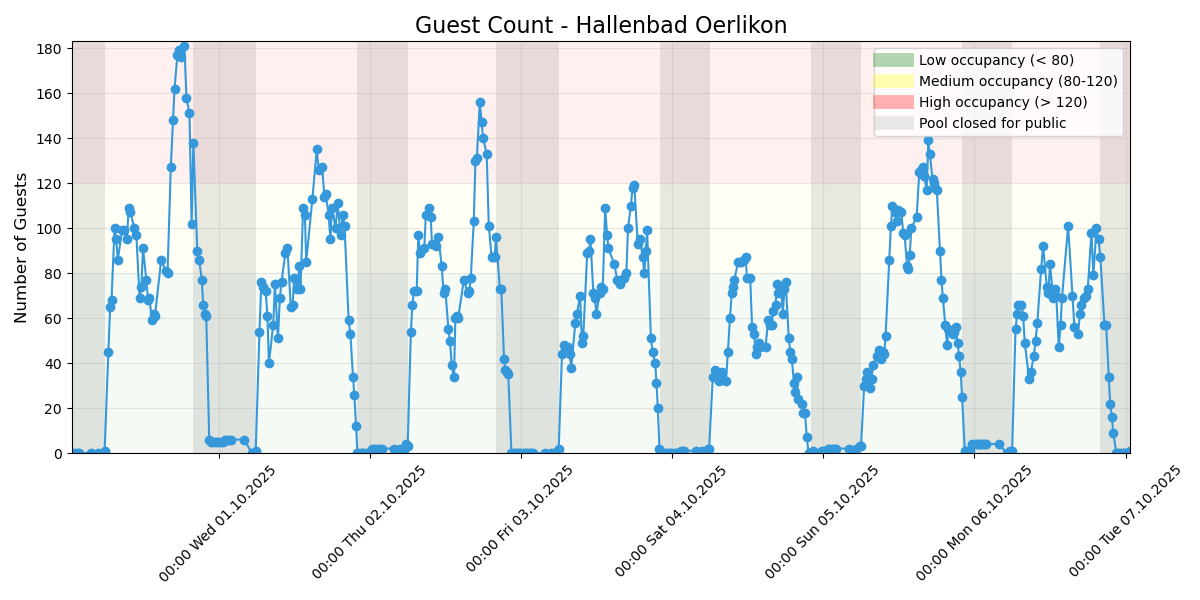 Guest Count - Hallenbad Oerlikon
Number of Guests
180
160
140
120
100
80
60
40
20
0
Low occupancy (< 80)
Medium occupancy (80-120)
High occupancy (> 120)
Pool closed for public
00:00 Wed 01.10.2025
00:00 Thu 02.10.2025
00:00 Fri 03.10.2025
00:00 Sat 04.10.2025
00:00 Sun 05.10.2025
00:00 Mon 06.10.2025
00:00 Tue 07.10.2025